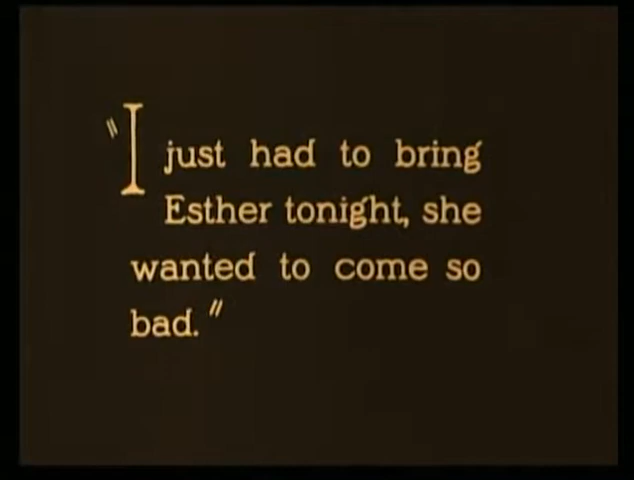 "I just had to bring
Esther tonight, she
wanted to come so
bad."